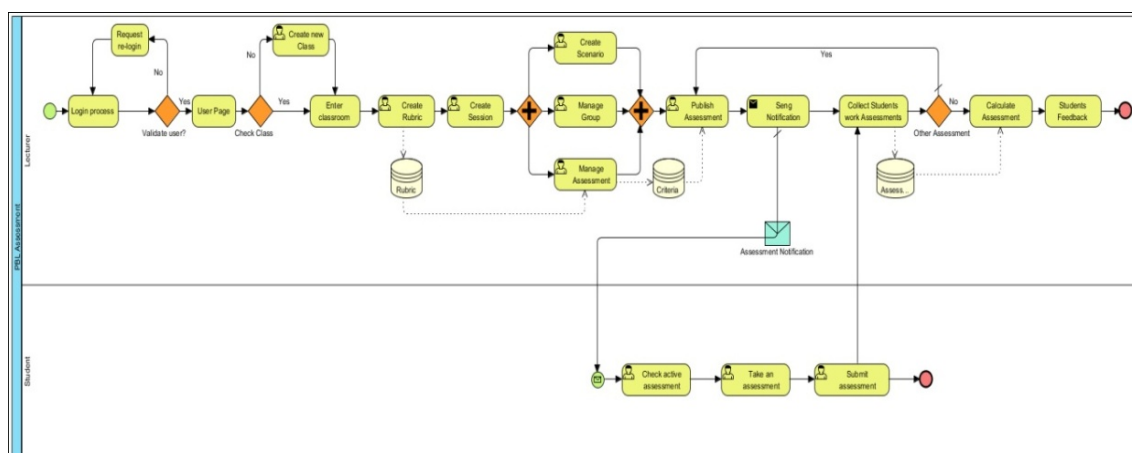 PBL Assessment
Lecturer
Request
re-login
No
Login process
Validate user?
Yes
User Page
No
Check Class
Yes
Create new
Class
Enter
classroom
Create
Rubric
Rubric
Create
Session
Create
Scenario
Manage
Group
Manage
Assessment
Criteria
Publish
Assessment
Seng
Notification
Assessment Notification
Yes
Collect Students
work Assessments
Assess...
No
Other Assessment
Calculate
Assessment
Students
Feedback
Student
Check active
assessment
Take an
assessment
Submit
assessment